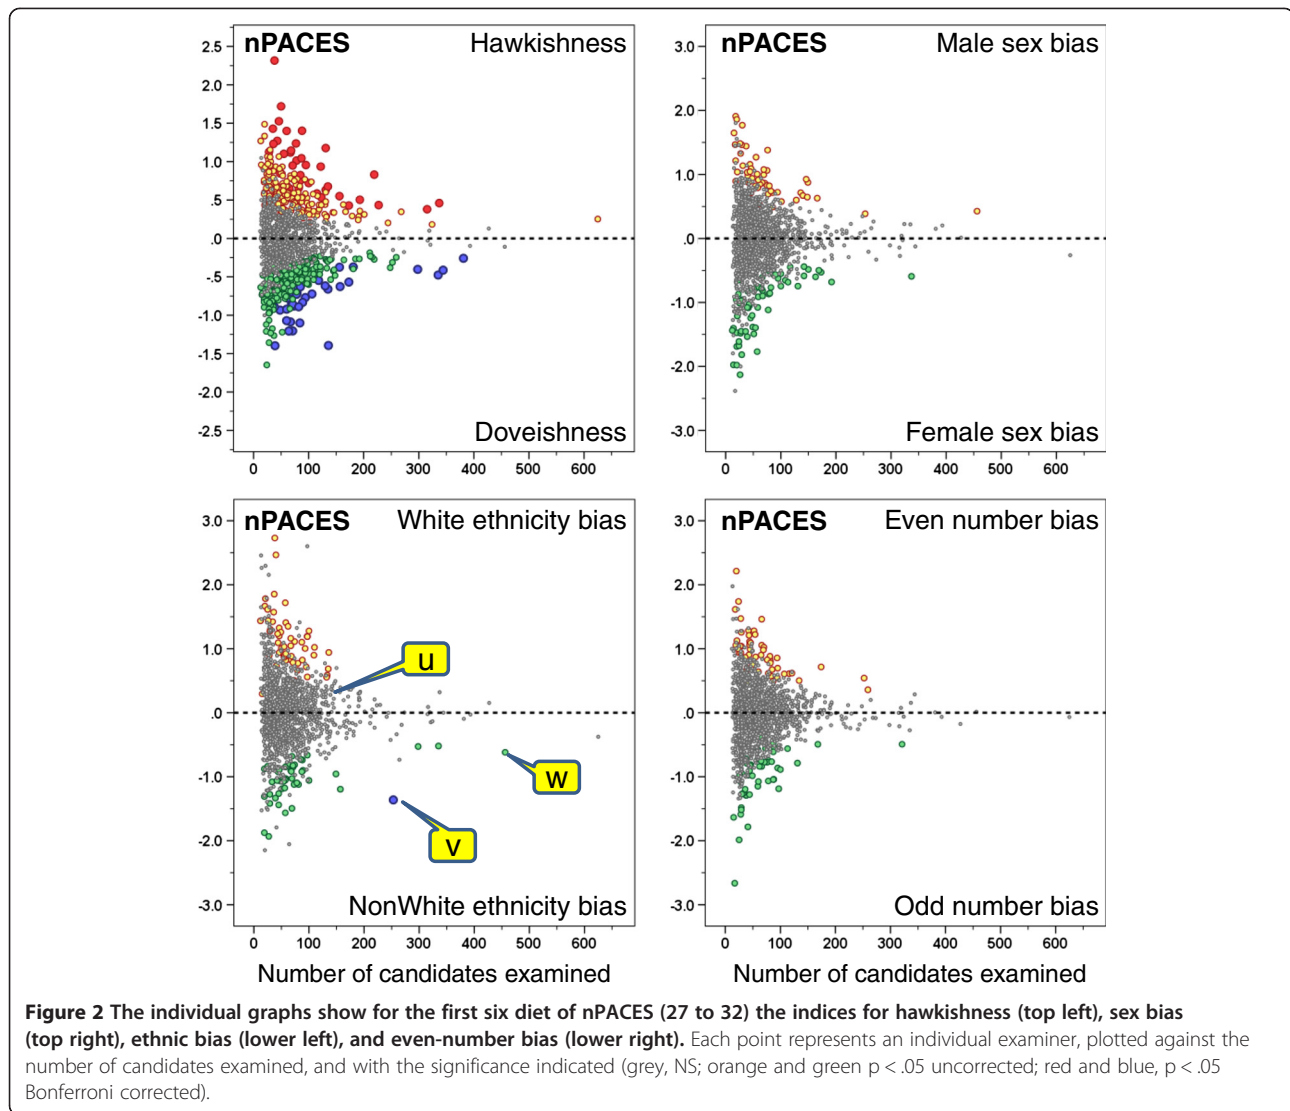 nPACES Hawkishness
2.5
2.0
1.5
1.0
.5
.0
-.5
-1.0
-1.5
-2.0
-2.5
Doveishness
0 100 200 300 400 500 600
nPACES Male sex bias
3.0
2.0
1.0
.0
-1.0
-2.0
-3.0
Female sex bias
0 100 200 300 400 500 600
nPACES White ethnicity bias
3.0
2.0
1.0
.0
-1.0
-2.0
-3.0
u
w
v
NonWhite ethnicity bias
0 100 200 300 400 500 600
Number of candidates examined
nPACES Even number bias
3.0
2.0
1.0
.0
-1.0
-2.0
-3.0
Odd number bias
0 100 200 300 400 500 600
Number of candidates examined
Figure 2 The individual graphs show for the first six diet of nPACES (27 to 32) the indices for hawkishness (top left), sex bias
(top right), ethnic bias (lower left), and even-number bias (lower right). Each point represents an individual examiner, plotted against the
number of candidates examined, and with the significance indicated (grey, NS; orange and green p < .05 uncorrected; red and blue, p < .05
Bonferroni corrected).